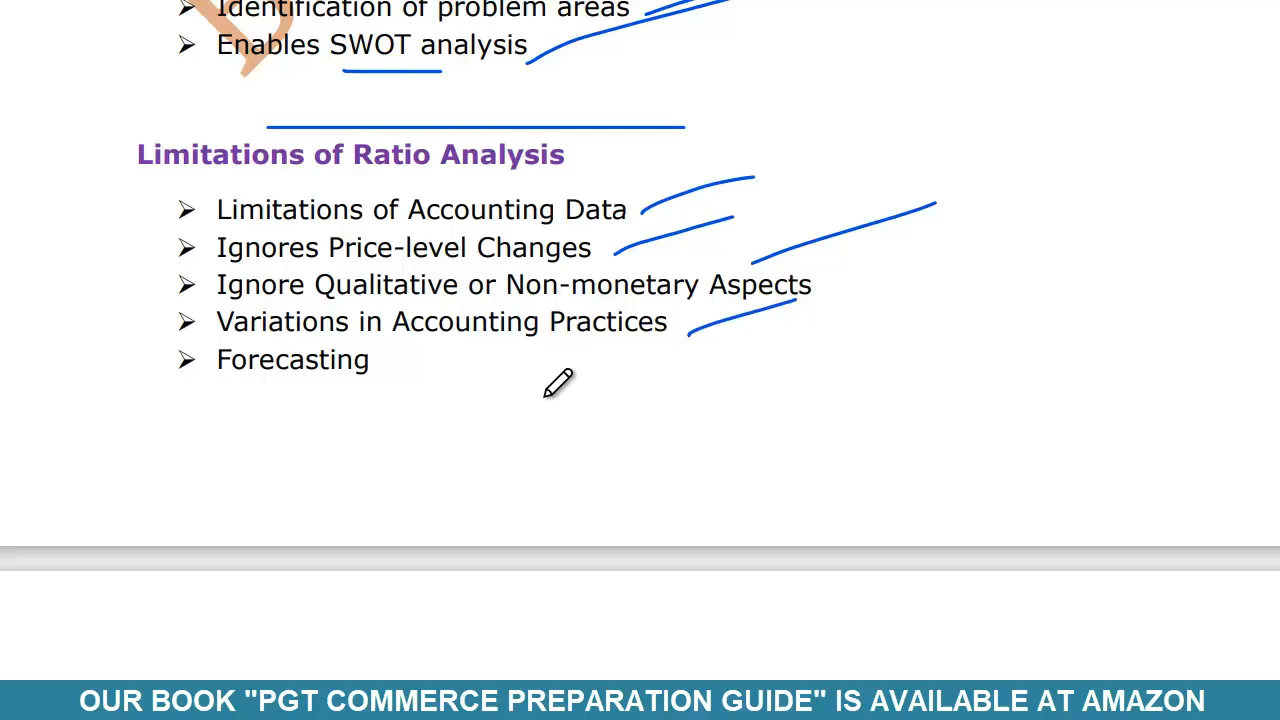 Identification of problem areas
Enables SWOT analysis
Limitations of Ratio Analysis
Limitations of Accounting Data
Ignores Price-level Changes
Ignore Qualitative or Non-monetary Aspects
Variations in Accounting Practices
Forecasting
OUR BOOK "PGT COMMERCE PREPARATION GUIDE" IS AVAILABLE AT AMAZON